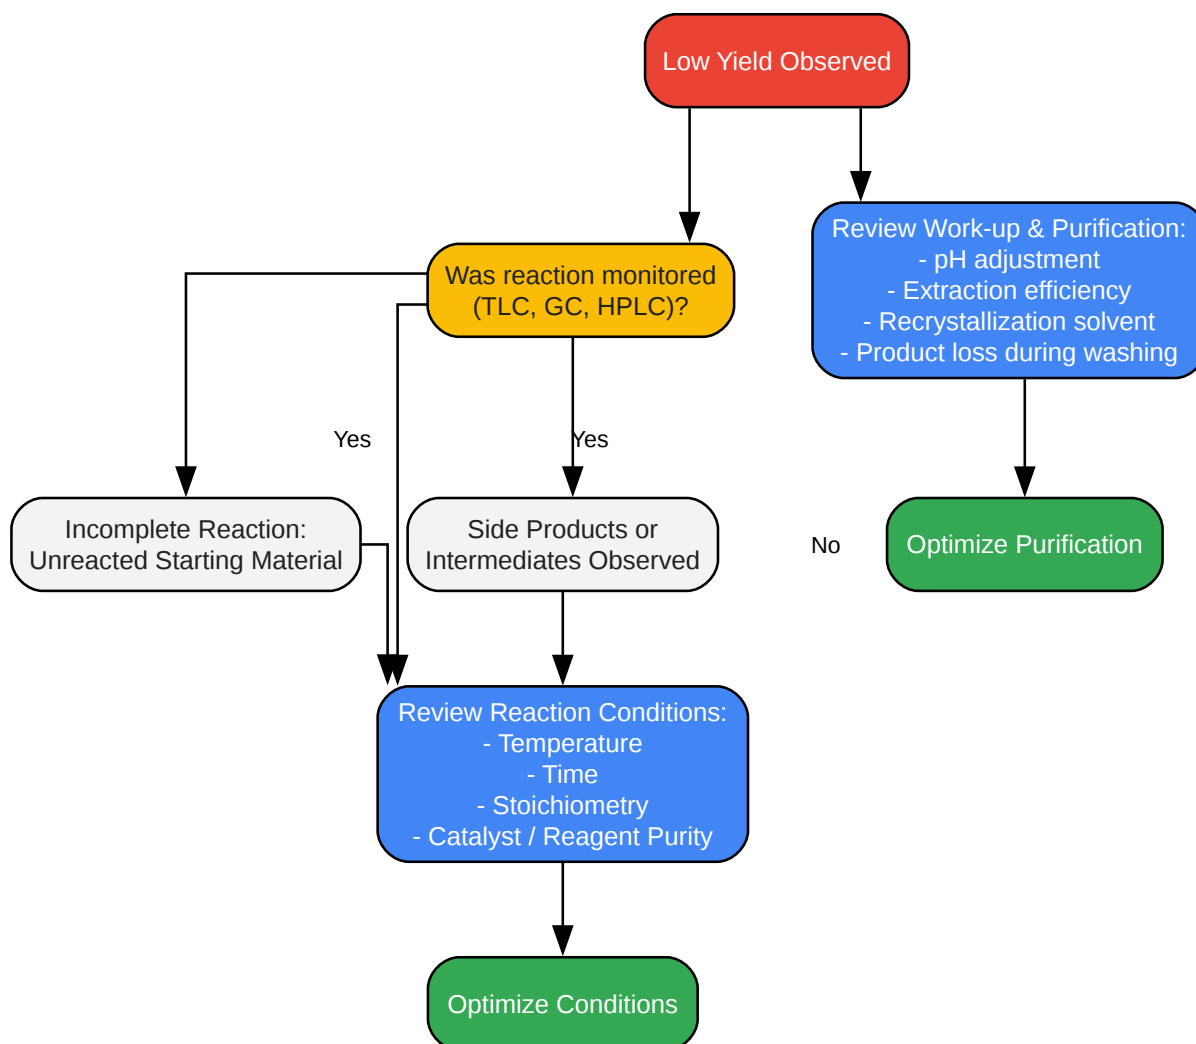 Low Yield Observed
Review Work-up & Purification:
- pH adjustment
- Extraction efficiency
- Recrystallization solvent
- Product loss during washing
Was reaction monitored
(TLC, GC, HPLC)?
Yes
Yes
Incomplete Reaction:
Unreacted Starting Material
Side Products or
Intermediates Observed
No
Optimize Purification
Review Reaction Conditions:
- Temperature
- Time
- Stoichiometry
- Catalyst / Reagent Purity
Optimize Conditions